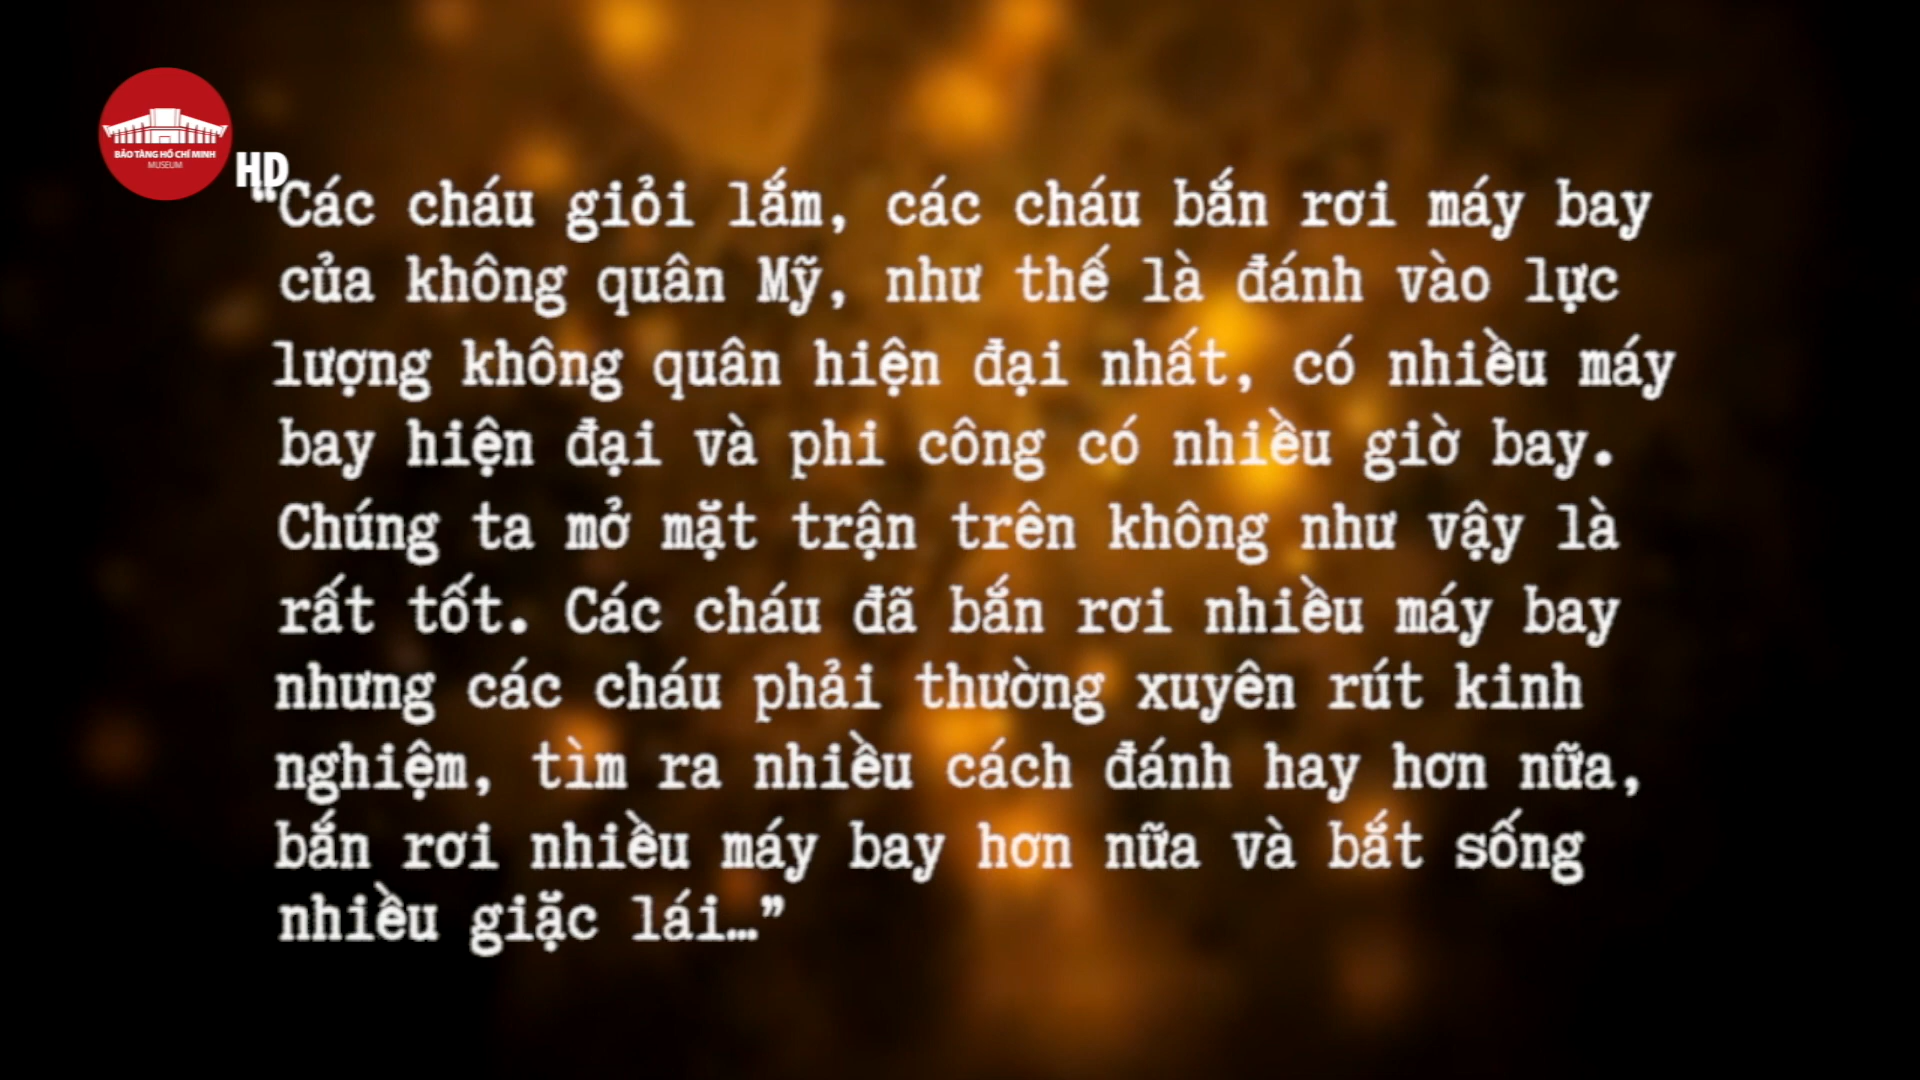 BẢO TÀNG HỒ CHÍ MINH
MUSEUM
HD
“Các cháu giỏi lắm, các cháu bắn rơi máy bay
của không quân Mỹ, như thế là đánh vào lực
lượng không quân hiện đại nhất, có nhiều máy
bay hiện đại và phi công có nhiều giờ bay.
Chúng ta mở mặt trận trên không như vậy là
rất tốt. Các cháu đã bắn rơi nhiều máy bay
nhưng các cháu phải thường xuyên rút kinh
nghiệm, tìm ra nhiều cách đánh hay hơn nữa,
bắn rơi nhiều máy bay hơn nữa và bắt sống
nhiều giặc lái…”